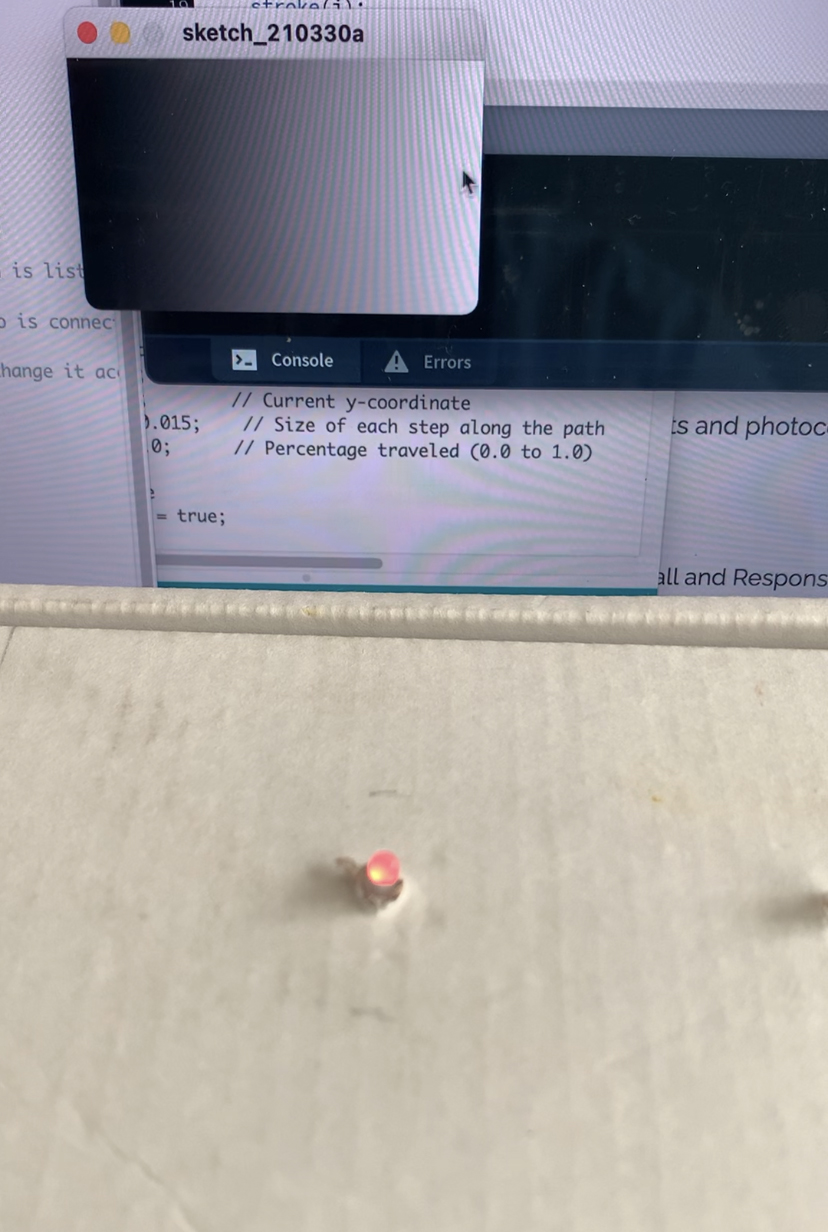 stroke(i);
sketch_210330a
is list
is connec
hange it ac
Console
Errors
// Current y-coordinate
.015; // Size of each step along the path
0; // Percentage traveled (0.0 to 1.0)
= true;
ts and photoc
all and Respons